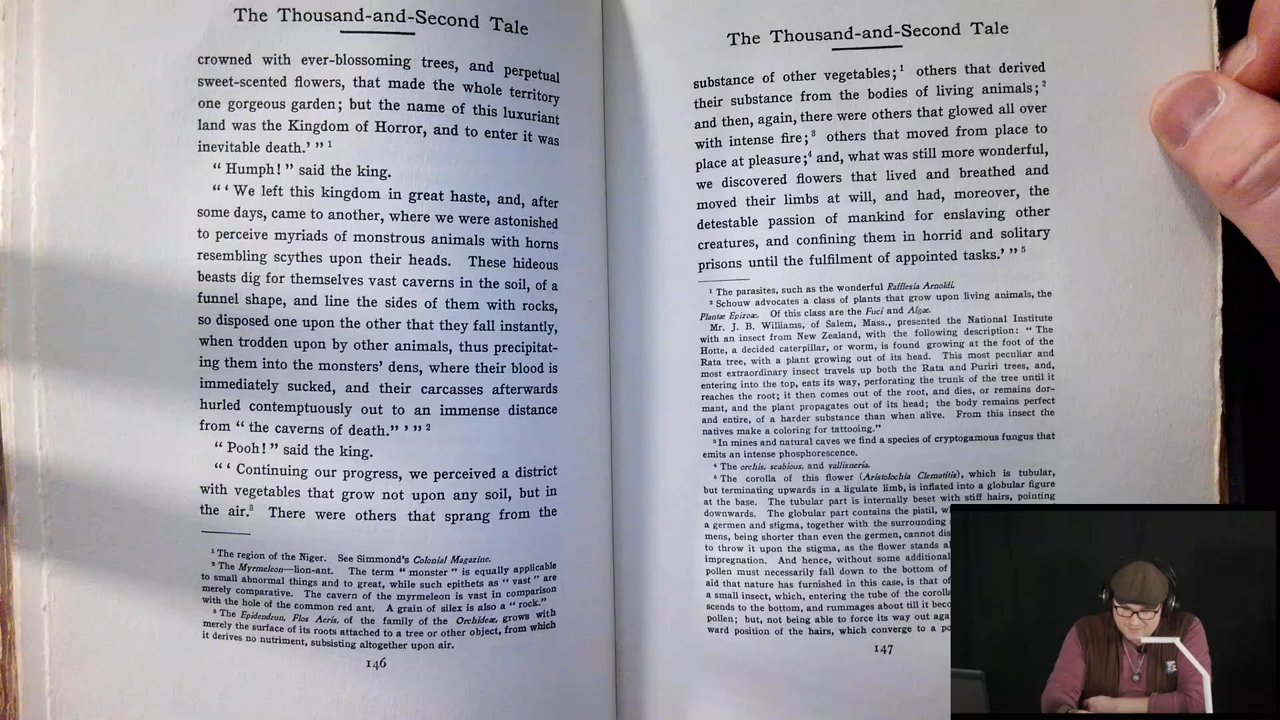 The Thousand-and-Second Tale
crowned with ever-blossoming trees, and perpetual
sweet-scented flowers, that made the whole territory
one gorgeous garden; but the name of this luxuriant
land was the Kingdom of Horror, and to enter it was
inevitable death.' " 1
" Humph! " said the king.
" ' We left this kingdom in great haste, and, after
some days, came to another, where we were astonished
to perceive myriads of monstrous animals with horns
resembling scythes upon their heads. These hideous
beasts dig for themselves vast caverns in the soil, of a
funnel shape, and line the sides of them with rocks,
so disposed one upon the other that they fall instantly,
when trodden upon by other animals, thus precipitat-
ing them into the monsters' dens, where their blood is
immediately sucked, and their carcasses afterwards
hurled contemptuously out to an immense distance
from " the caverns of death." ' " 2
" Pooh! " said the king.
" ' Continuing our progress, we perceived a district
with vegetables that grow not upon any soil, but in
the air.3 There were others that sprang from the
1 The region of the Niger. See Simmond's Colonial Magazine.
2 The Myrmeleon—lion-ant. The term " monster " is equally applicable
to small abnormal things and to great, while such epithets as " vast " are
merely comparative. The cavern of the myrmeleon is vast in comparison
with the hole of the common red ant. A grain of silex is also a " rock."
3 The Epidendrun, Flos Aeris, of the family of the Orchideæ, grows with
merely the surface of its roots attached to a tree or other object, from which
it derives no nutriment, subsisting altogether upon air.
146
The Thousand-and-Second Tale
substance of other vegetables; 1 others that derived
their substance from the bodies of living animals; 2
and then, again, there were others that glowed all over
with intense fire; 3 others that moved from place to
place at pleasure; 4 and, what was still more wonderful,
we discovered flowers that lived and breathed and
moved their limbs at will, and had, moreover, the
detestable passion of mankind for enslaving other
creatures, and confining them in horrid and solitary
prisons until the fulfilment of appointed tasks.' " 5
1 The parasites, such as the wonderful Rafflesia Arnoldi.
2 Schouw advocates a class of plants that grow upon living animals, the
Plantæ Epizoæ. Of this class are the Fuci and Algæ.
Mr. J. B. Williams, of Salem, Mass., presented the National Institute
with an insect from New Zealand, with the following description: " The
Hotte, a decided caterpillar, or worm, is found growing at the foot of the
Rata tree, with a plant growing out of its head. This most peculiar and
most extraordinary insect travels up both the Rata and Puriri trees, and,
entering into the top, eats its way, perforating the trunk of the tree until it
reaches the root; it then comes out of the root, and dies, or remains dor-
mant, and the plant propagates out of its head; the body remains perfect
and entire, of a harder substance than when alive. From this insect the
natives make a coloring for tattooing."
3 In mines and natural caves we find a species of cryptogamous fungus that
emits an intense phosphorescence.
4 The orchis, scabious, and vallisneria.
5 The corolla of this flower (Aristolochia Clematitis), which is tubular,
but terminating upwards in a ligulate limb, is inflated into a globular figure
at the base. The tubular part is internally beset with stiff hairs, pointing
downwards. The globular part contains the pistil,
a germen and stigma, together with the surrounding
mens, being shorter than even the germen, cannot
to throw it upon the stigma, as the flower stands
impregnation. And hence, without some additional
pollen must necessarily fall down to the bottom of
aid that nature has furnished in this case, is that of
a small insect, which, entering the tube of the
scends to the bottom, and rummages about till it
pollen; but, not being able to force its way out
ward position of the hairs, which converge to a
147